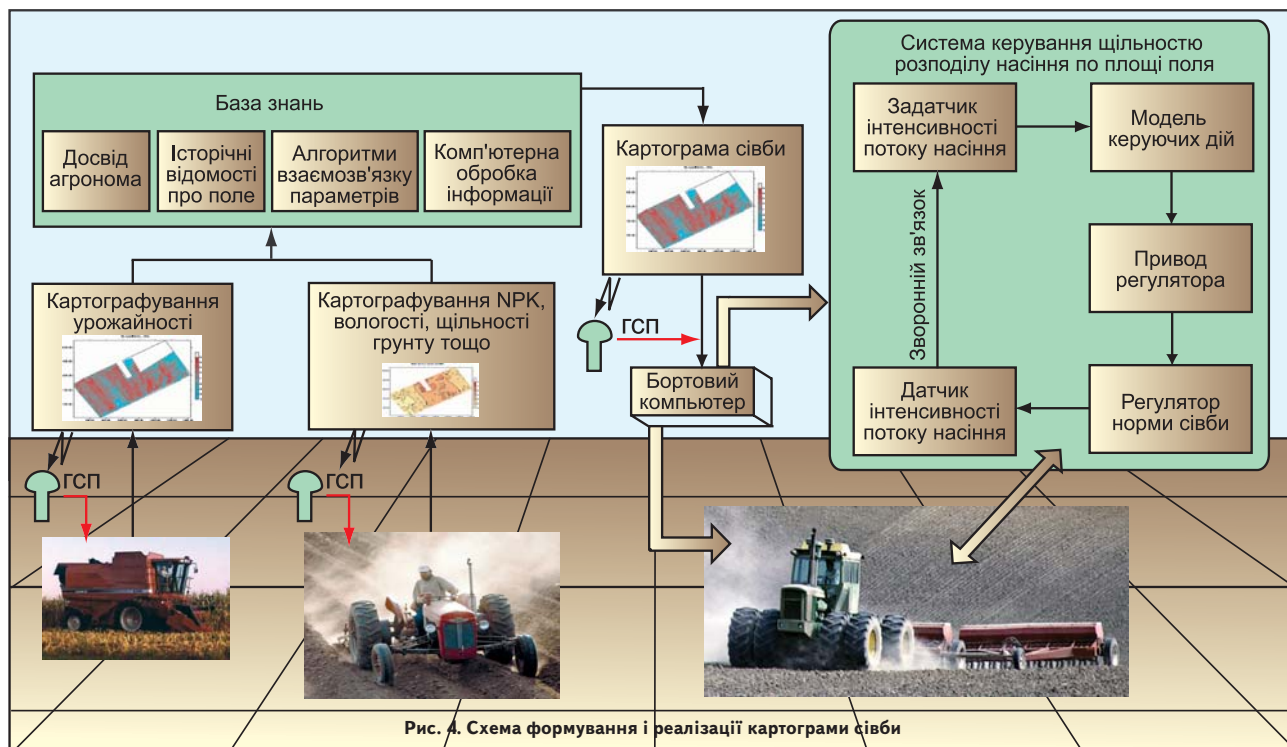 Система керування щільністю
розподілу насіння по площі поля
База знань
Досвід
агронома
Історічні
відомості
про поле
Алгоритми
взаємозв'язку
параметрів
Комп'ютерна
обробка
інформації
Картограма сівби
Задатчик
інтенсивності
потоку насіння
Модель
керуючих дій
Зворонній зв'язок
Привод
регулятора
Картографування
урожайності
Картографування NPK,
вологості, щільності
грунту тощо
ГСП
Бортовий
компьютер
Датчик
інтенсивності
потоку насіння
Регулятор
норми сівби
ГСП
ГСП
Рис. 4. Схема формування і реалізації картограми сівби